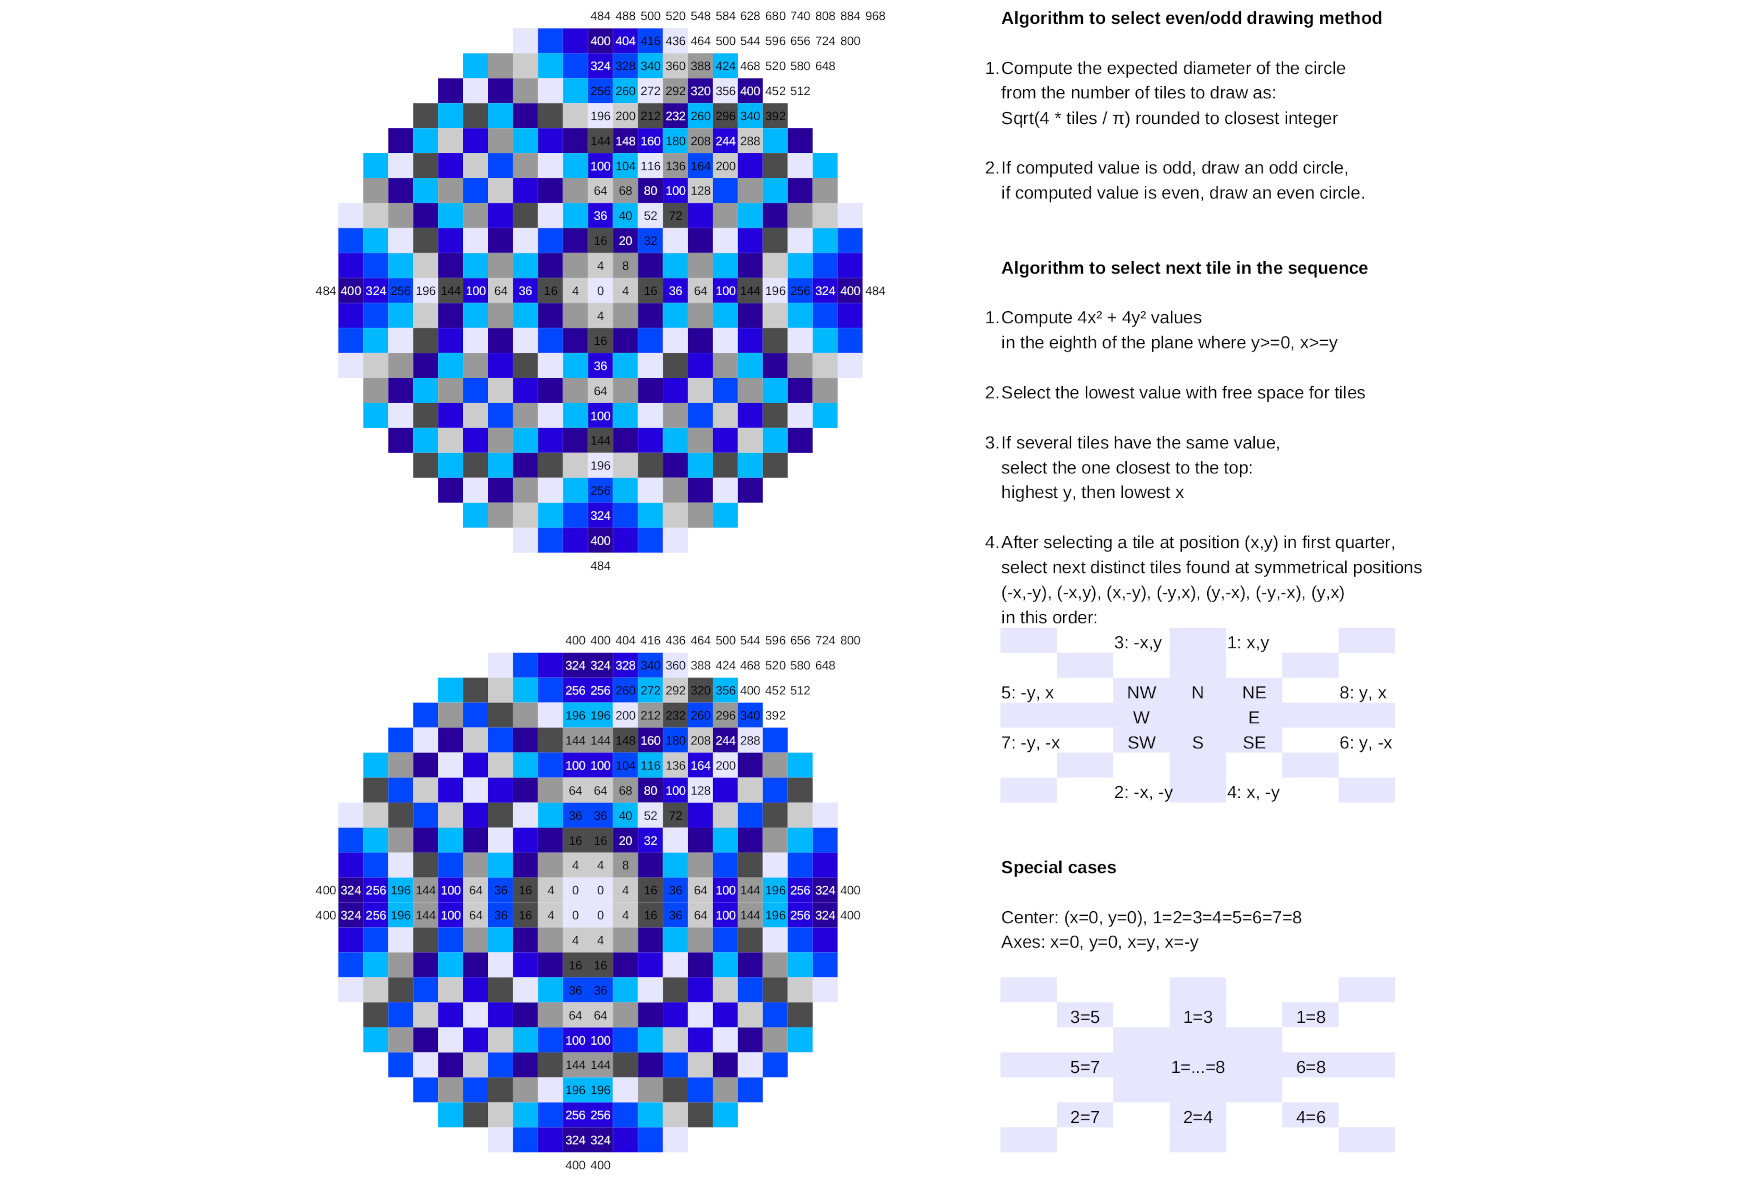 484 488 500 520 548 584 628 680 740 808 884 968
400 404 416 436 464 500 544 596 656 724 800
324 328 340 360 388 424 468 520 580 648
256 260 272 292 320 356 400 452 512
196 200 212 232 260 296 340 392
144 148 160 180 208 244 288
100 104 116 136 164 200
64 68 80 100 128
36 40 52 72
16 20 32
4 8
484 400 324 256 196 144 100 64 36 16 4 0 4 16 36 64 100 144 196 256 324 400 484
4
16
36
64
100
144
196
256
324
400
484
400 400 404 416 436 464 500 544 596 656 724 800
324 324 328 340 360 388 424 468 520 580 648
256 256 260 272 292 320 356 400 452 512
196 196 200 212 232 260 296 340 392
144 144 148 160 180 208 244 288
100 100 104 116 136 164 200
64 64 68 80 100 128
36 36 40 52 72
16 16 20 32
4 4 8
400 324 256 196 144 100 64 36 16 4 0 0 4 16 36 64 100 144 196 256 324 400
400 324 256 196 144 100 64 36 16 4 0 0 4 16 36 64 100 144 196 256 324 400
4 4
16 16
36 36
64 64
100 100
144 144
196 196
256 256
324 324
400 400
Algorithm to select even/odd drawing method
1. Compute the expected diameter of the circle
from the number of tiles to draw as:
Sqrt(4 * tiles / π) rounded to closest integer
2. If computed value is odd, draw an odd circle,
if computed value is even, draw an even circle.
Algorithm to select next tile in the sequence
1. Compute 4x² + 4y² values
in the eighth of the plane where y>=0, x>=y
2. Select the lowest value with free space for tiles
3. If several tiles have the same value,
select the one closest to the top:
highest y, then lowest x
4. After selecting a tile at position (x,y) in first quarter,
select next distinct tiles found at symmetrical positions
(-x,-y), (-x,y), (x,-y), (-y,x), (y,-x), (-y,-x), (y,x)
in this order:
3: -x,y 1: x,y
5: -y, x NW N NE 8: y, x
W E
7: -y, -x SW S SE 6: y, -x
2: -x, -y 4: x, -y
Special cases
Center: (x=0, y=0), 1=2=3=4=5=6=7=8
Axes: x=0, y=0, x=y, x=-y
3=5 1=3 1=8
5=7 1=...=8 6=8
2=7 2=4 4=6